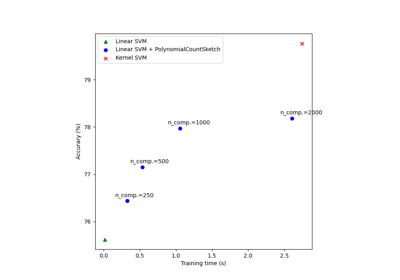 Linear SVM
Linear SVM + PolynomialCountSketch
Kernel SVM
79
n_comp.=2000
n_comp.=1000
78
n_comp.=500
77
n_comp.=250
76
Accurary (%)
0.0 0.5 1.0 1.5 2.0 2.5
Training time (s)